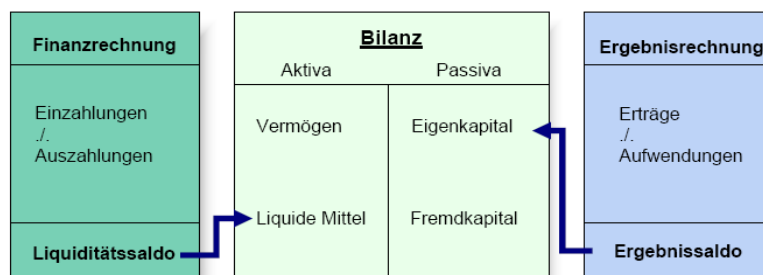 Finanzrechnung
Einzahlungen
./.
Auszahlungen
Liquiditätssaldo
Bilanz
Aktiva Passiva
Vermögen Eigenkapital
Liquide Mittel Fremdkapital
Ergebnisrechnung
Erträge
./.
Aufwendungen
Ergebnissaldo